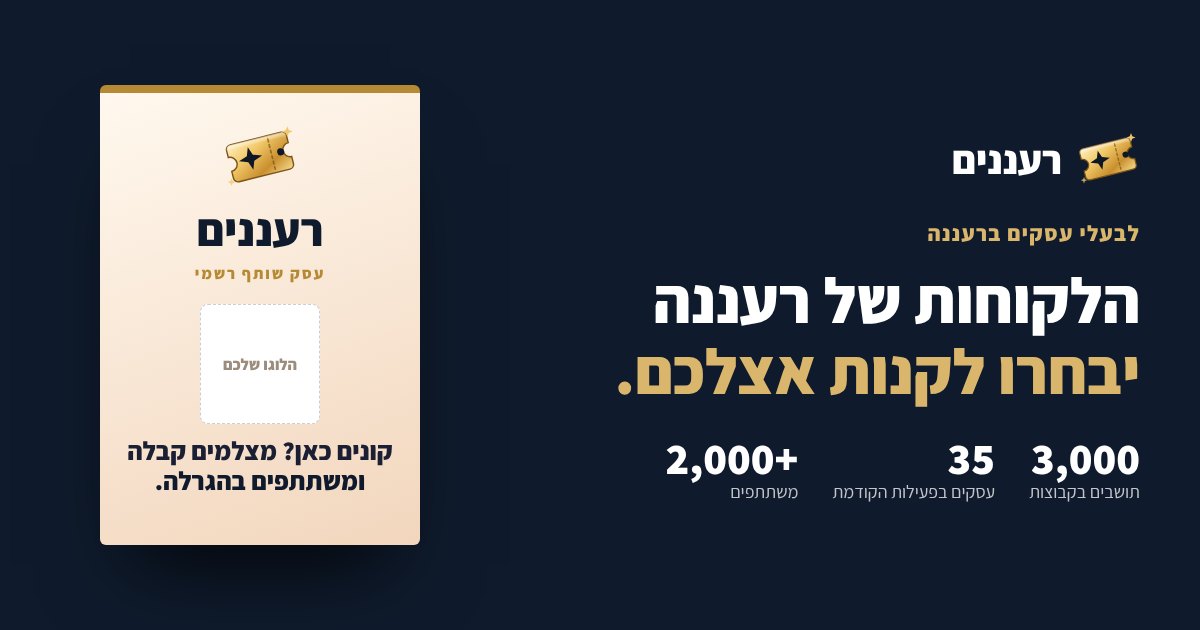 רעננים
לבעלי עסקים ברעננה
הלקוחות של רעננה
יבחרו לקנות אצלכם.
3,000
תושבים בקבוצות
35
עסקים בפעילות הקודמת
2,000+
משתתפים
רעננים
עסק שותף רשמי
הלוגו שלכם
קונים כאן? מצלמים קבלה
ומשתתפים בהגרלה.